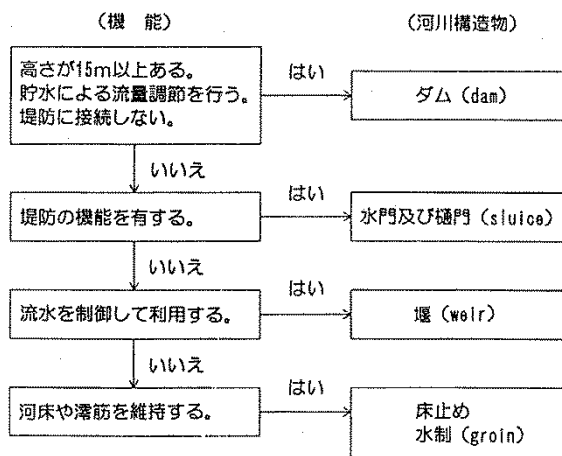 （機　能）
（河川構造物）
高さが15m以上ある。
貯水による流量調節を行う。
堤防に接続しない。
はい
ダム（dam）
いいえ
堤防の機能を有する。
はい
水門及び樋門（sluice）
いいえ
流水を制御して利用する。
はい
堰（weir）
いいえ
河床や澪筋を維持する。
はい
床止め
水制（groin）